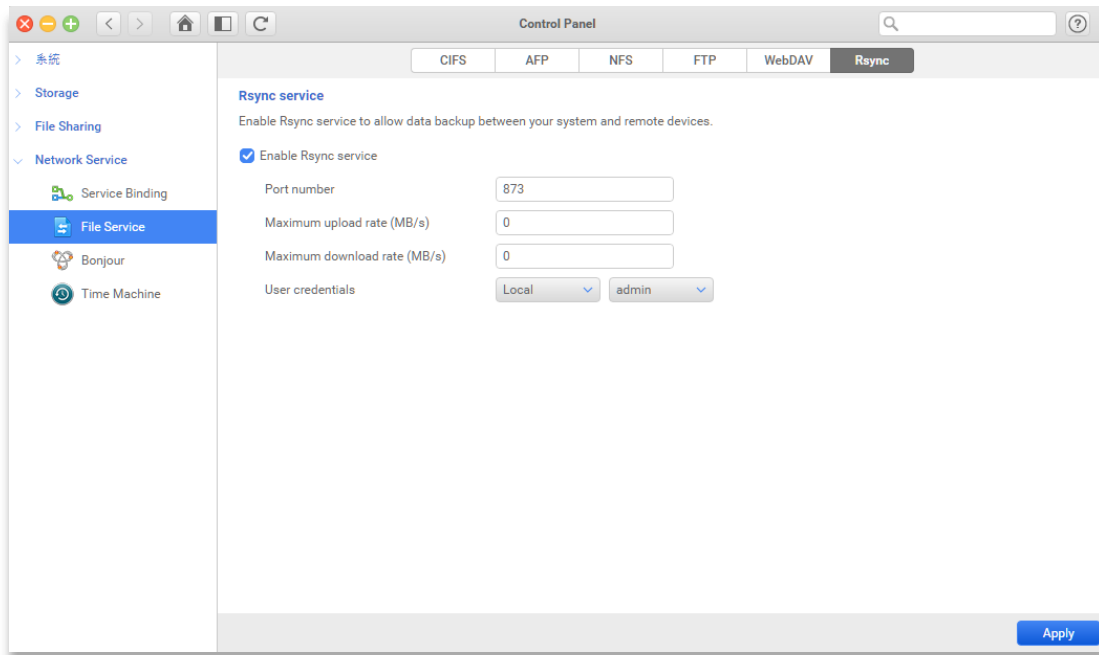 Control Panel
系統
Storage
File Sharing
Network Service
Service Binding
File Service
Bonjour
Time Machine
CIFS AFP NFS FTP WebDAV Rsync
Rsync service
Enable Rsync service to allow data backup between your system and remote devices.
Enable Rsync service
Port number 873
Maximum upload rate (MB/s) 0
Maximum download rate (MB/s) 0
User credentials Local admin
Apply